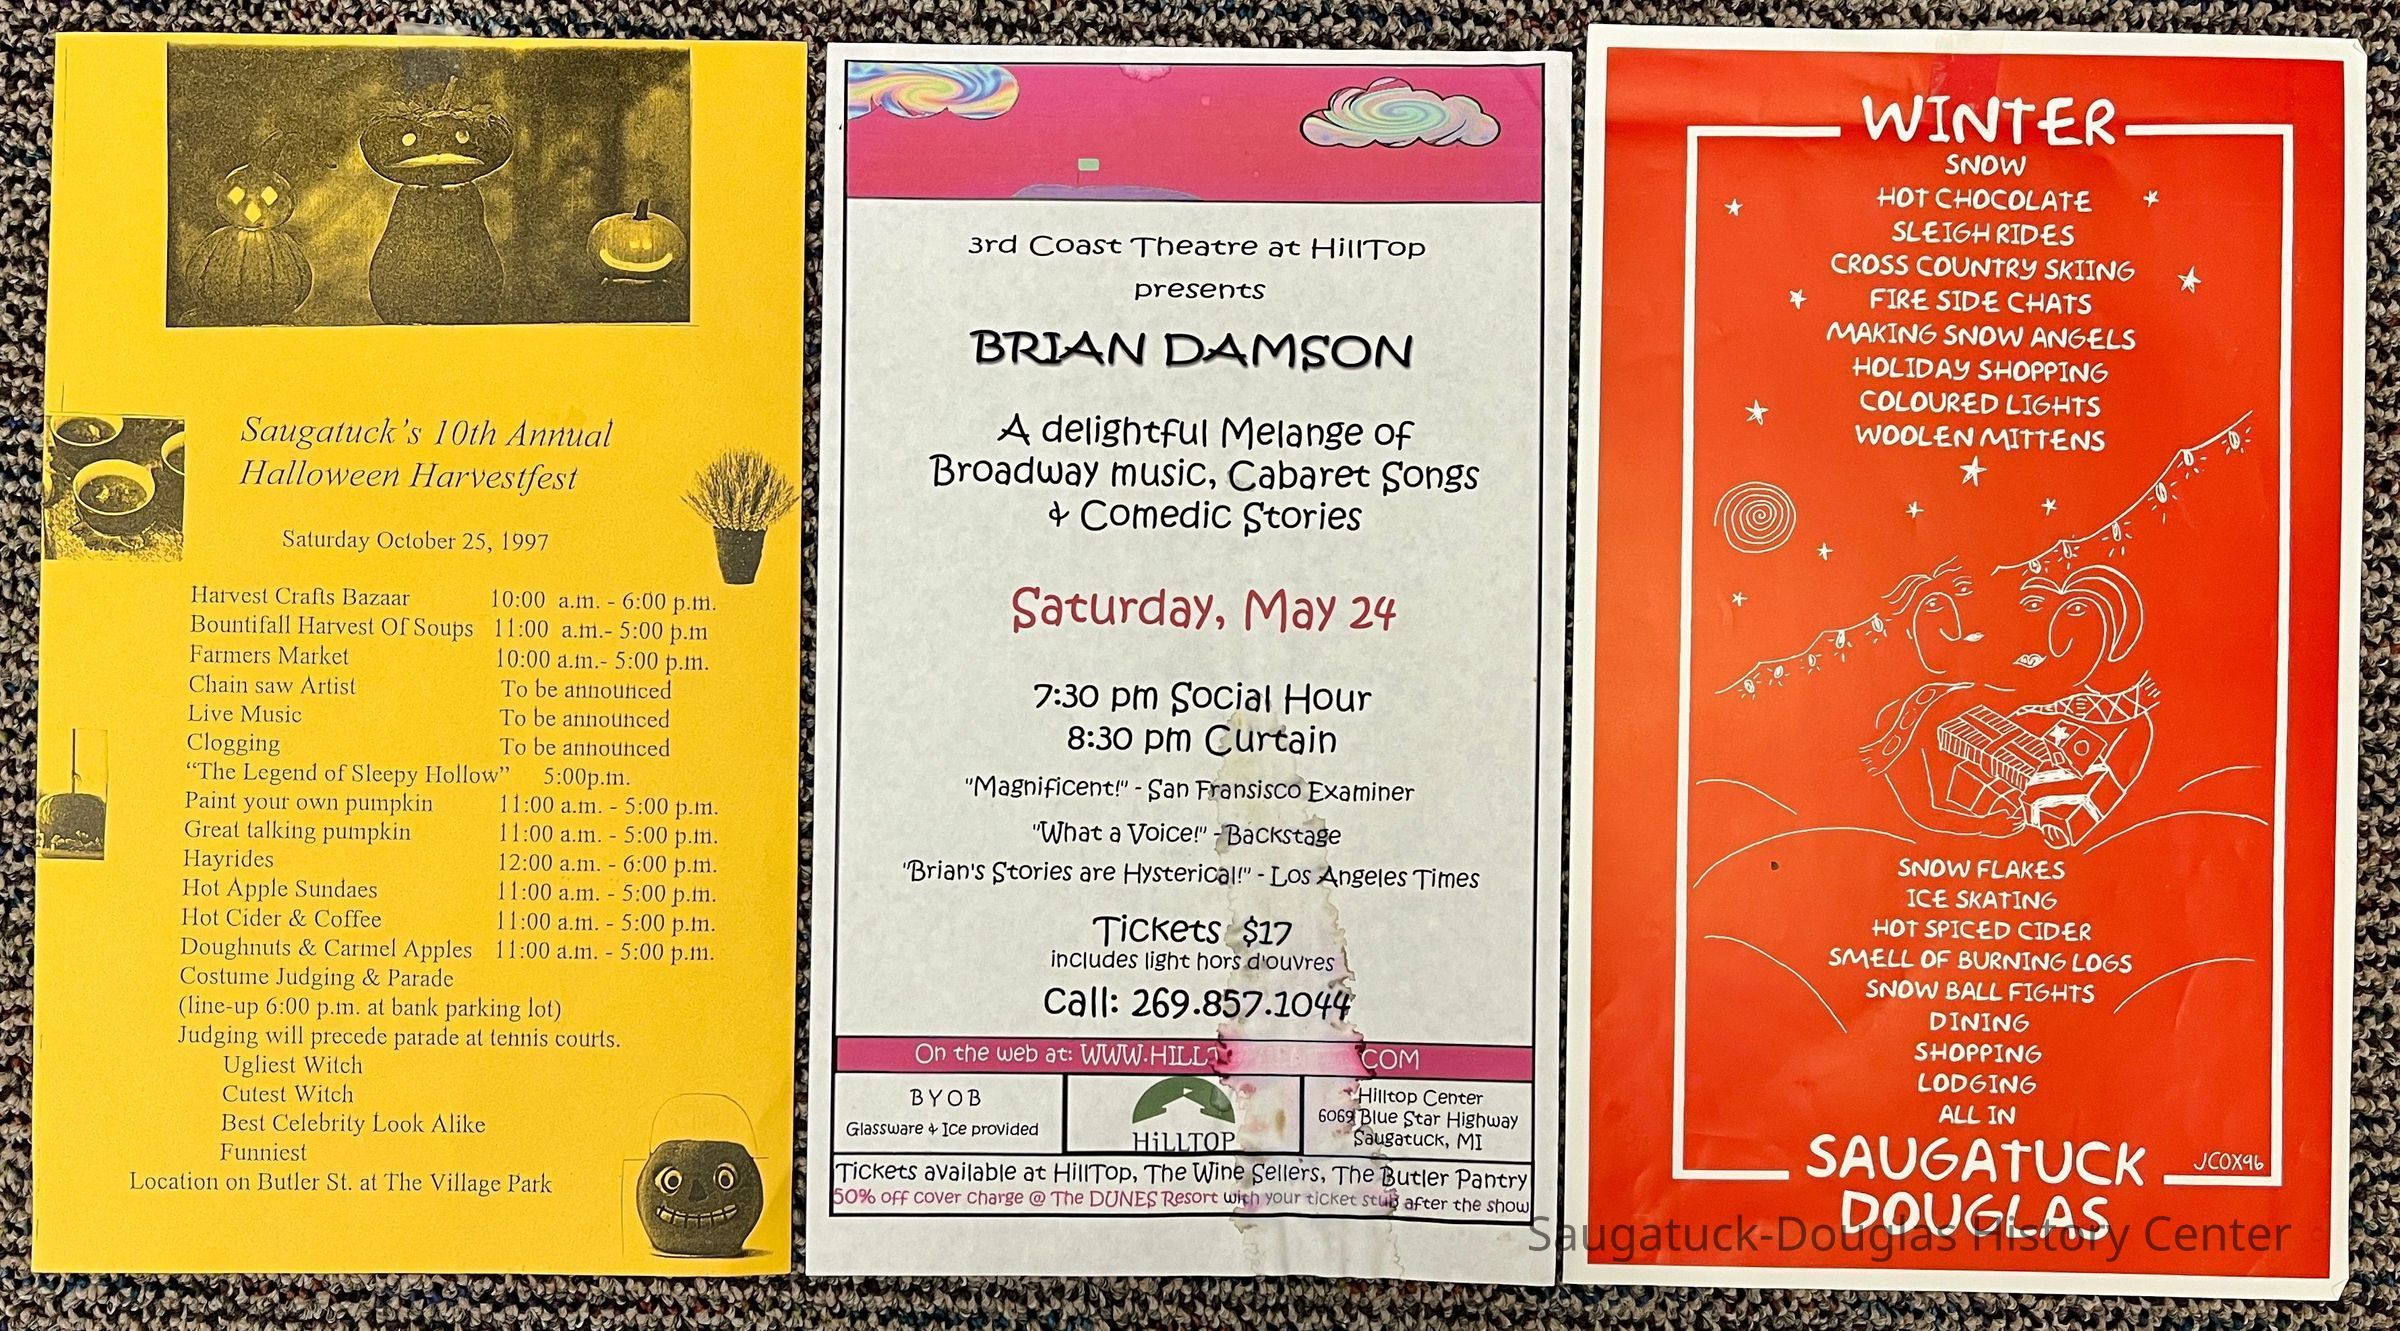 Saugatuck's 10th Annual
Halloween Harvestfest
Saturday October 25, 1997
Harvest Crafts Bazaar 10:00 a.m. - 6:00 p.m.
Bountifall Harvest Of Soups 11:00 a.m.- 5:00 p.m
Farmers Market 10:00 a.m.- 5:00 p.m.
Chain saw Artist To be announced
Live Music To be announced
Clogging To be announced
"The Legend of Sleepy Hollow" 5:00p.m.
Paint your own pumpkin 11:00 a.m. - 5:00 p.m.
Great talking pumpkin 11:00 a.m. - 5:00 p.m.
Hayrides 12:00 a.m. - 6:00 p.m.
Hot Apple Sundaes 11:00 a.m. - 5:00 p.m.
Hot Cider & Coffee 11:00 a.m. - 5:00 p.m.
Doughnuts & Carmel Apples 11:00 a.m. - 5:00 p.m.
Costume Judging & Parade
(line-up 6:00 p.m. at bank parking lot)
Judging will precede parade at tennis courts.
Ugliest Witch
Cutest Witch
Best Celebrity Look Alike
Funniest
Location on Butler St. at The Village Park
3rd Coast Theatre at HillTop
presents
BRIAN DAMSON
A delightful Melange of
Broadway music, Cabaret Songs
& Comedic Stories
Saturday, May 24
7:30 pm Social Hour
8:30 pm Curtain
"Magnificent!" - San Fransisco Examiner
"What a Voice!" - Backstage
"Brian's Stories are Hysterical!" - Los Angeles Times
Tickets $17
includes light hors d'ouvres
Call: 269.857.1044
On the web at: WWW.HILLT COM
BYOB
Glassware & Ice provided
HiLLTOP
Hilltop Center
6069 Blue Star Highway
Saugatuck, MI
Tickets available at HillTop, The Wine Sellers, The Butler Pantry
50% off cover charge @ The DUNES Resort with your ticket stub after the show
WINTER
SNOW
HOT CHOCOLATE
SLEIGH RIDES
CROSS COUNTRY SKIING
FIRE SIDE CHATS
MAKING SNOW ANGELS
HOLIDAY SHOPPING
COLOURED LIGHTS
WOOLEN MITTENS
SNOW FLAKES
ICE SKATING
HOT SPICED CIDER
SMELL OF BURNING LOGS
SNOW BALL FIGHTS
DINING
SHOPPING
LODGING
ALL IN
SAUGATUCK
DOUGLAS
JCOX96
Saugatuck-Douglas History Center